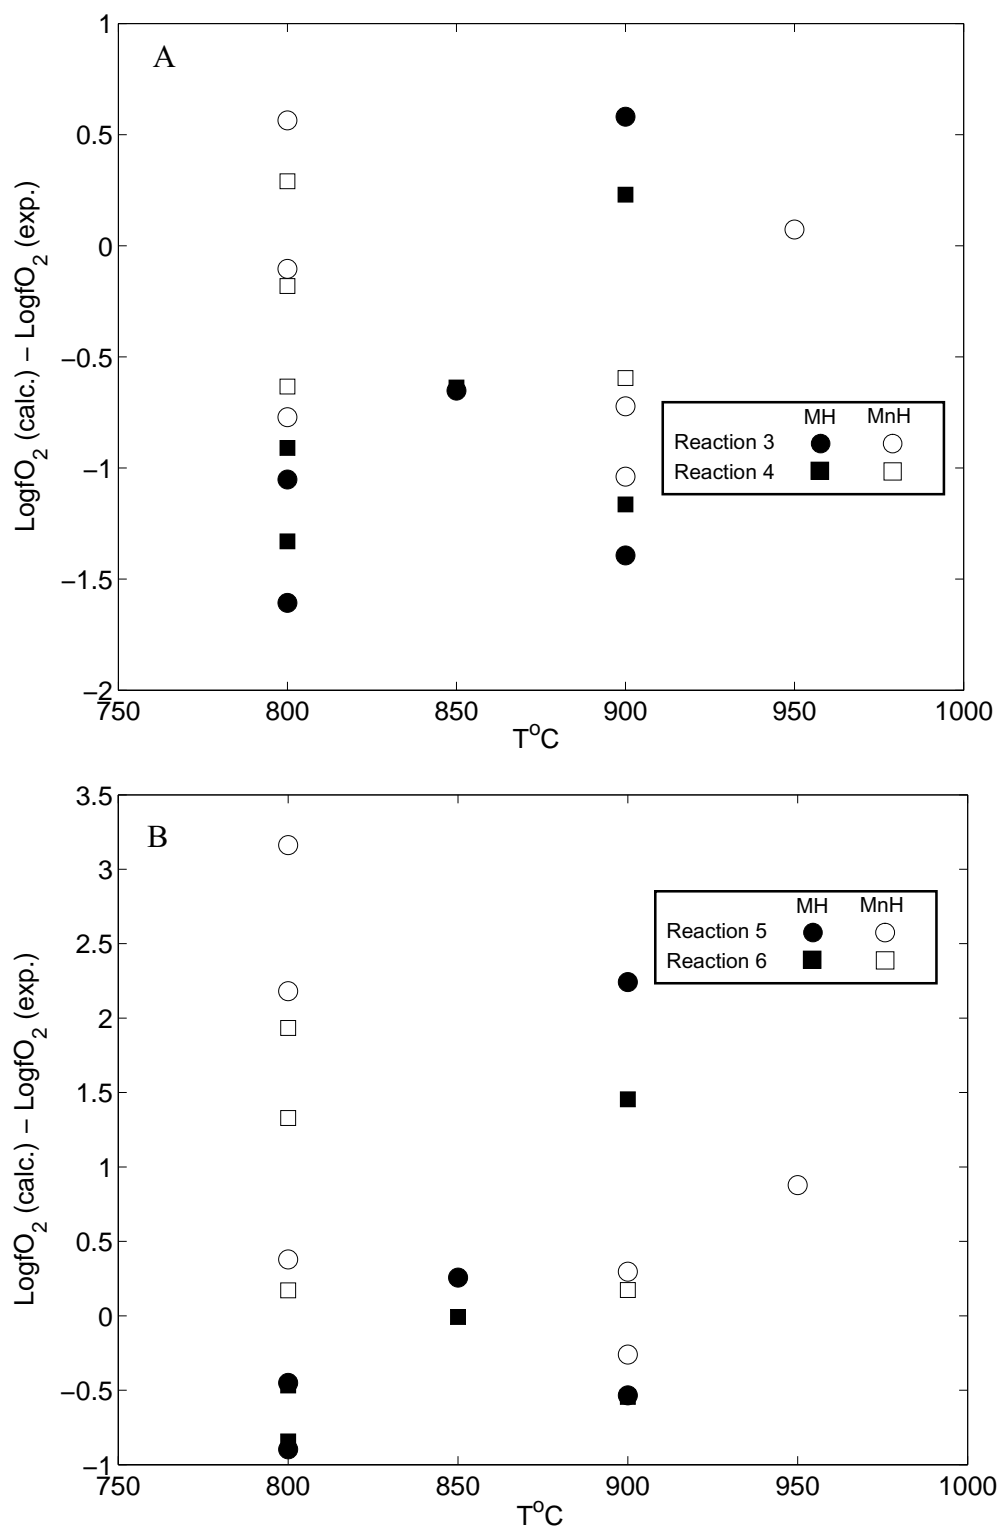 A
1
0.5
0
−0.5
−1
−1.5
−2
LogfO2 (calc.) − LogfO2 (exp.)
MH MnH
Reaction 3
Reaction 4
750 800 850 900 950 1000
ToC
B
3.5
3
2.5
2
1.5
1
0.5
0
−0.5
−1
LogfO2 (calc.) − LogfO2 (exp.)
MH MnH
Reaction 5
Reaction 6
750 800 850 900 950 1000
ToC